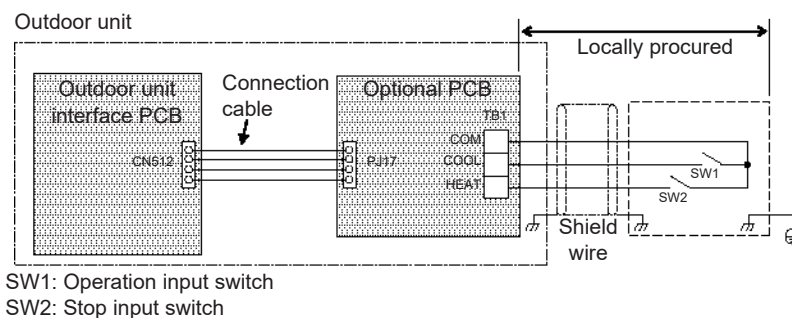 Outdoor unit
Locally procured
Outdoor unit
interface PCB
Connection
cable
Optional PCB
TB1
COM
CN512
PJ17
COOL
SW1
HEAT
SW2
Shield
wire
SW1: Operation input switch
SW2: Stop input switch